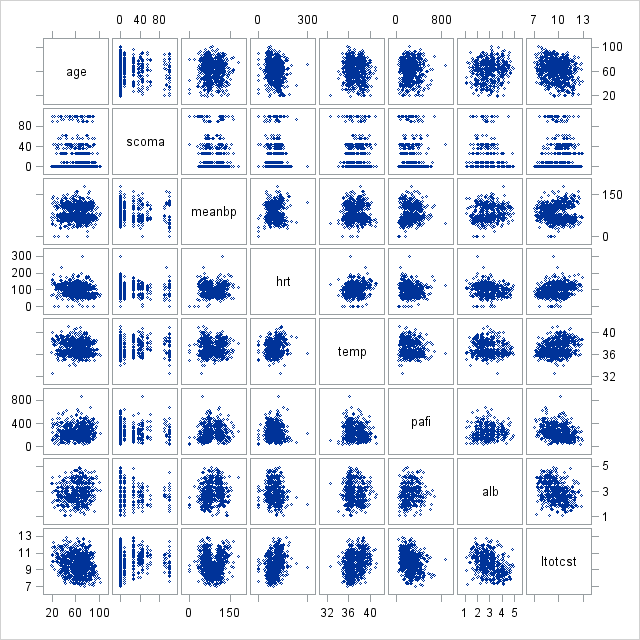 0 40 80 0 300 0 800 7 10 13
age 100 60 20
80 40 0 scoma
meanbp 150 0
300 200 100 0 hrt
temp 40 36 32
800 400 0 pafi
alb 5 3 1
13 11 9 7 ltotcst
20 60 100 0 150 32 36 40 1 2 3 4 5